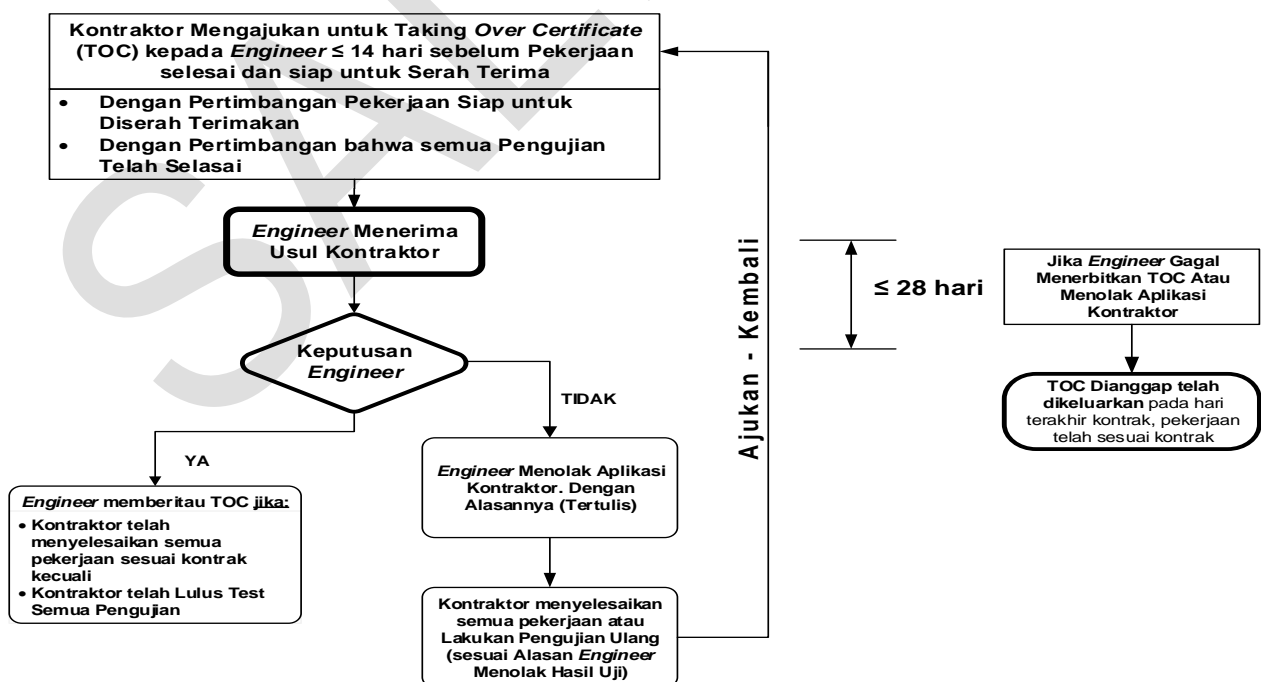 Kontraktor Mengajukan untuk Taking Over Certificate
(TOC) kepada Engineer ≤ 14 hari sebelum Pekerjaan
selesai dan siap untuk Serah Terima
• Dengan Pertimbangan Pekerjaan Siap untuk
Diserah Terimakan
• Dengan Pertimbangan bahwa semua Pengujian
Telah Selasai
Engineer Menerima
Usul Kontraktor
Keputusan
Engineer
YA
TIDAK
Engineer memberitau TOC jika:
• Kontraktor telah
menyelesaikan semua
pekerjaan sesuai kontrak
kecuali
• Kontraktor telah Lulus Test
Semua Pengujian
Engineer Menolak Aplikasi
Kontraktor. Dengan
Alasannya (Tertulis)
Kontraktor menyelesaikan
semua pekerjaan atau
Lakukan Pengujian Ulang
(sesuai Alasan Engineer
Menolak Hasil Uji)
Ajukan - Kembali
≤ 28 hari
Jika Engineer Gagal
Menerbitkan TOC Atau
Menolak Aplikasi
Kontraktor
TOC Dianggap telah
dikeluarkan pada hari
terakhir kontrak, pekerjaan
telah sesuai kontrak
SAL